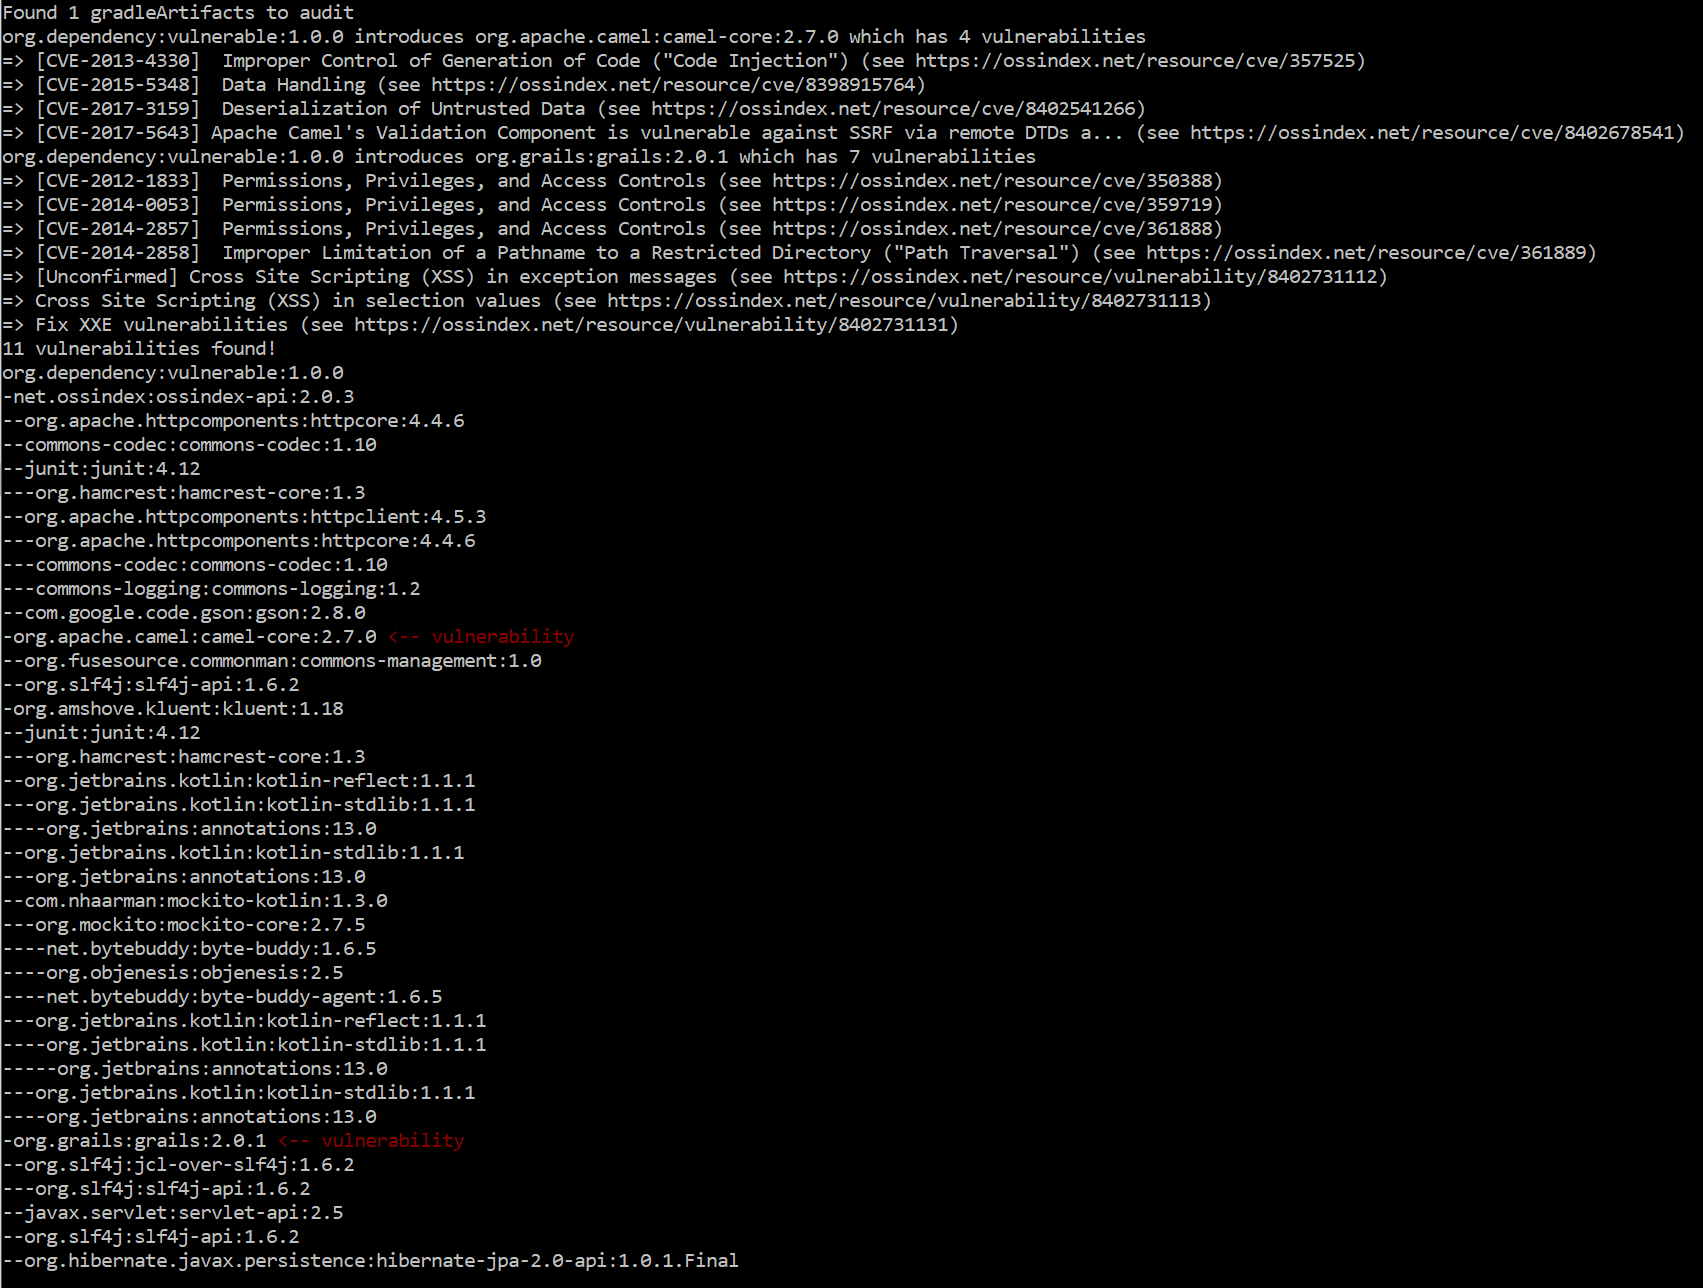 Found 1 gradleArtifacts to audit
org.dependency:vulnerable:1.0.0 introduces org.apache.camel:camel-core:2.7.0 which has 4 vulnerabilities
=> [CVE-2013-4330]  Improper Control of Generation of Code ("Code Injection") (see https://ossindex.net/resource/cve/357525)
=> [CVE-2015-5348]  Data Handling (see https://ossindex.net/resource/cve/8398915764)
=> [CVE-2017-3159]  Deserialization of Untrusted Data (see https://ossindex.net/resource/cve/8402541266)
=> [CVE-2017-5643] Apache Camel's Validation Component is vulnerable against SSRF via remote DTDs a... (see https://ossindex.net/resource/cve/8402678541)
org.dependency:vulnerable:1.0.0 introduces org.grails:grails:2.0.1 which has 7 vulnerabilities
=> [CVE-2012-1833]  Permissions, Privileges, and Access Controls (see https://ossindex.net/resource/cve/350388)
=> [CVE-2014-0053]  Permissions, Privileges, and Access Controls (see https://ossindex.net/resource/cve/359719)
=> [CVE-2014-2857]  Permissions, Privileges, and Access Controls (see https://ossindex.net/resource/cve/361888)
=> [CVE-2014-2858]  Improper Limitation of a Pathname to a Restricted Directory ("Path Traversal") (see https://ossindex.net/resource/cve/361889)
=> [Unconfirmed] Cross Site Scripting (XSS) in exception messages (see https://ossindex.net/resource/vulnerability/8402731112)
=> Cross Site Scripting (XSS) in selection values (see https://ossindex.net/resource/vulnerability/8402731113)
=> Fix XXE vulnerabilities (see https://ossindex.net/resource/vulnerability/8402731131)
11 vulnerabilities found!
org.dependency:vulnerable:1.0.0
-net.ossindex:ossindex-api:2.0.3
--org.apache.httpcomponents:httpcore:4.4.6
--commons-codec:commons-codec:1.10
--junit:junit:4.12
---org.hamcrest:hamcrest-core:1.3
--org.apache.httpcomponents:httpclient:4.5.3
---org.apache.httpcomponents:httpcore:4.4.6
---commons-codec:commons-codec:1.10
---commons-logging:commons-logging:1.2
--com.google.code.gson:gson:2.8.0
-org.apache.camel:camel-core:2.7.0 <-- vulnerability
--org.fusesource.commonman:commons-management:1.0
--org.slf4j:slf4j-api:1.6.2
-org.amshove.kluent:kluent:1.18
--junit:junit:4.12
---org.hamcrest:hamcrest-core:1.3
--org.jetbrains.kotlin:kotlin-reflect:1.1.1
---org.jetbrains.kotlin:kotlin-stdlib:1.1.1
----org.jetbrains:annotations:13.0
--org.jetbrains.kotlin:kotlin-stdlib:1.1.1
---org.jetbrains:annotations:13.0
--com.nhaarman:mockito-kotlin:1.3.0
---org.mockito:mockito-core:2.7.5
----net.bytebuddy:byte-buddy:1.6.5
----org.objenesis:objenesis:2.5
----net.bytebuddy:byte-buddy-agent:1.6.5
---org.jetbrains.kotlin:kotlin-reflect:1.1.1
----org.jetbrains.kotlin:kotlin-stdlib:1.1.1
-----org.jetbrains:annotations:13.0
---org.jetbrains.kotlin:kotlin-stdlib:1.1.1
----org.jetbrains:annotations:13.0
-org.grails:grails:2.0.1 <-- vulnerability
--org.slf4j:jcl-over-slf4j:1.6.2
---org.slf4j:slf4j-api:1.6.2
--javax.servlet:servlet-api:2.5
--org.slf4j:slf4j-api:1.6.2
--org.hibernate.javax.persistence:hibernate-jpa-2.0-api:1.0.1.Final